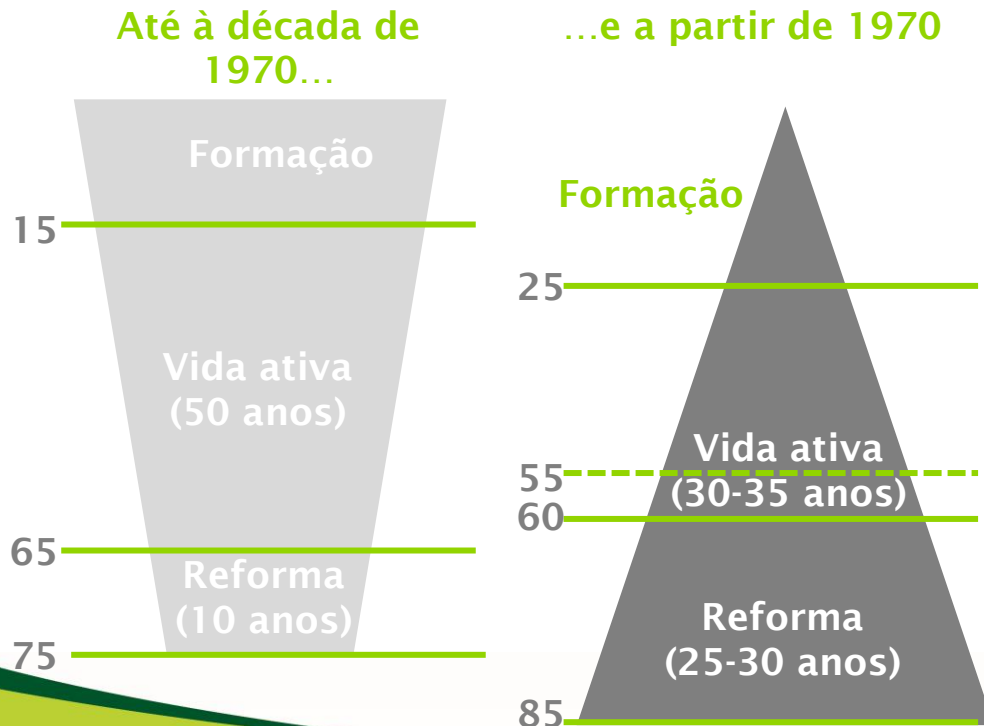 Até à década de
1970…
Formação
15
Vida ativa
(50 anos)
65
Reforma
(10 anos)
75
…e a partir de 1970
Formação
25
Vida ativa
55
(30-35 anos)
60
Reforma
(25-30 anos)
85